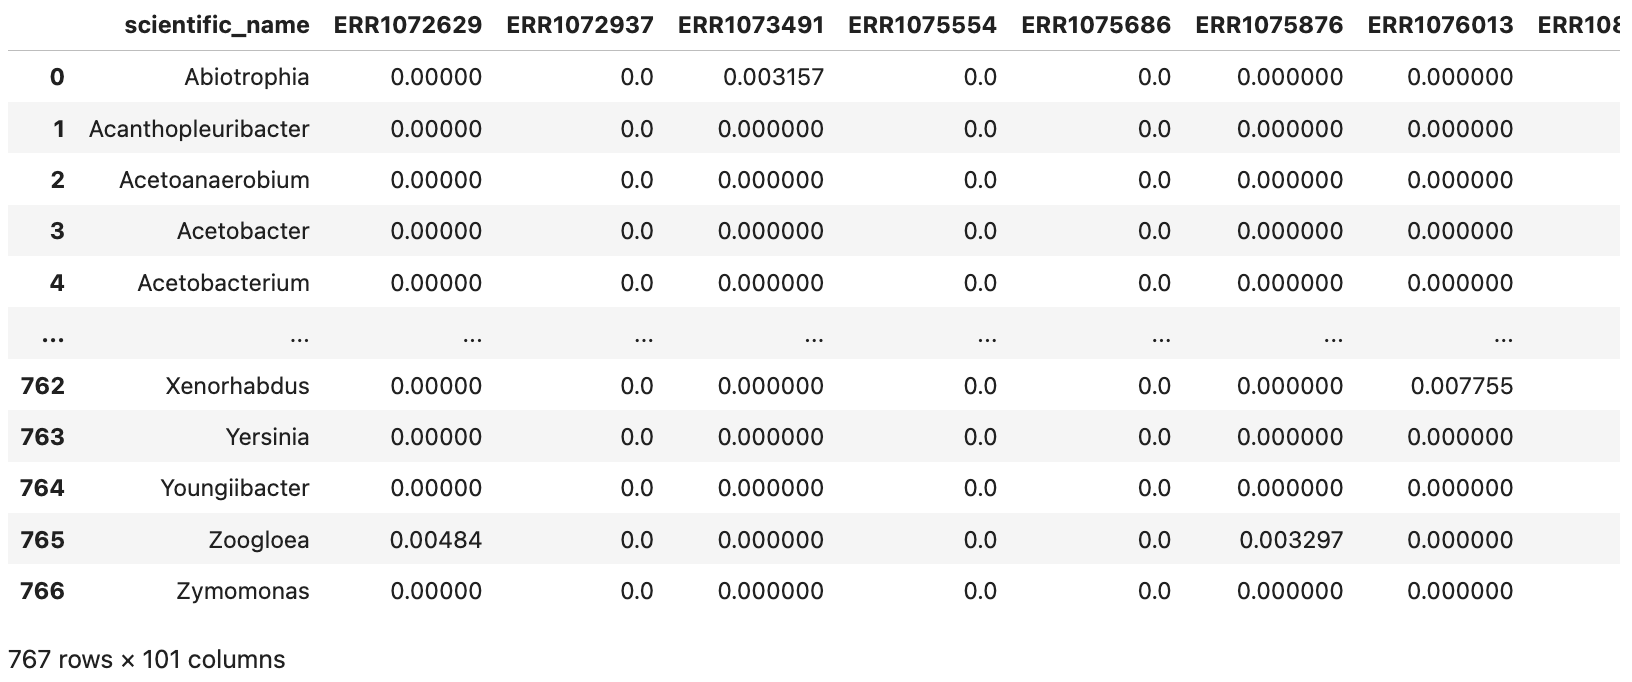 scientific_name ERR1072629 ERR1072937 ERR1073491 ERR1075554 ERR1075686 ERR1075876 ERR1076013 ERR108
0 Abiotrophia 0.00000 0.0 0.003157 0.0 0.0 0.000000 0.000000
1 Acanthopleuribacter 0.00000 0.0 0.000000 0.0 0.0 0.000000 0.000000
2 Acetoanaerobium 0.00000 0.0 0.000000 0.0 0.0 0.000000 0.000000
3 Acetobacter 0.00000 0.0 0.000000 0.0 0.0 0.000000 0.000000
4 Acetobacterium 0.00000 0.0 0.000000 0.0 0.0 0.000000 0.000000
... ... ... ... ... ... ... ... ...
762 Xenorhabdus 0.00000 0.0 0.000000 0.0 0.0 0.000000 0.007755
763 Yersinia 0.00000 0.0 0.000000 0.0 0.0 0.000000 0.000000
764 Youngiibacter 0.00000 0.0 0.000000 0.0 0.0 0.000000 0.000000
765 Zoogloea 0.00484 0.0 0.000000 0.0 0.0 0.003297 0.000000
766 Zymomonas 0.00000 0.0 0.000000 0.0 0.0 0.000000 0.000000
767 rows × 101 columns